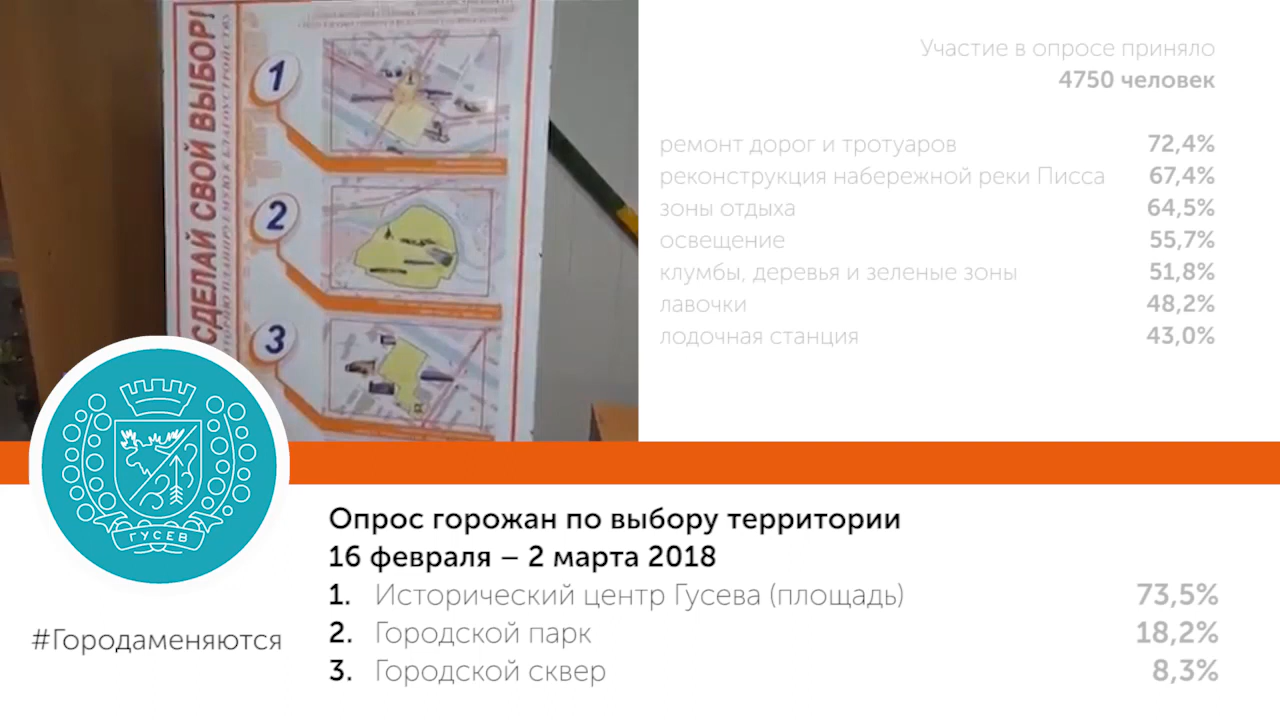 СДЕЛАЙ СВОЙ ВЫБОР!
1
2
3
Участие в опросе приняло
4750 человек
ремонт дорог и тротуаров 72,4%
реконструкция набережной реки Писса 67,4%
зоны отдыха 64,5%
освещение 55,7%
клумбы, деревья и зеленые зоны 51,8%
лавочки 48,2%
лодочная станция 43,0%
ГУСЕВ
#Городаменяются
Опрос горожан по выбору территории
16 февраля – 2 марта 2018
1. Исторический центр Гусева (площадь) 73,5%
2. Городской парк 18,2%
3. Городской сквер 8,3%